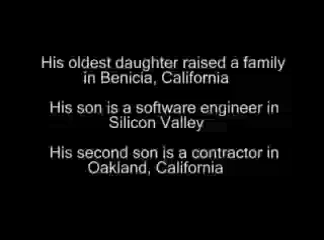 His oldest daughter raised a family
in Benicia, California
His son is a software engineer in
Silicon Valley
His second son is a contractor in
Oakland, California